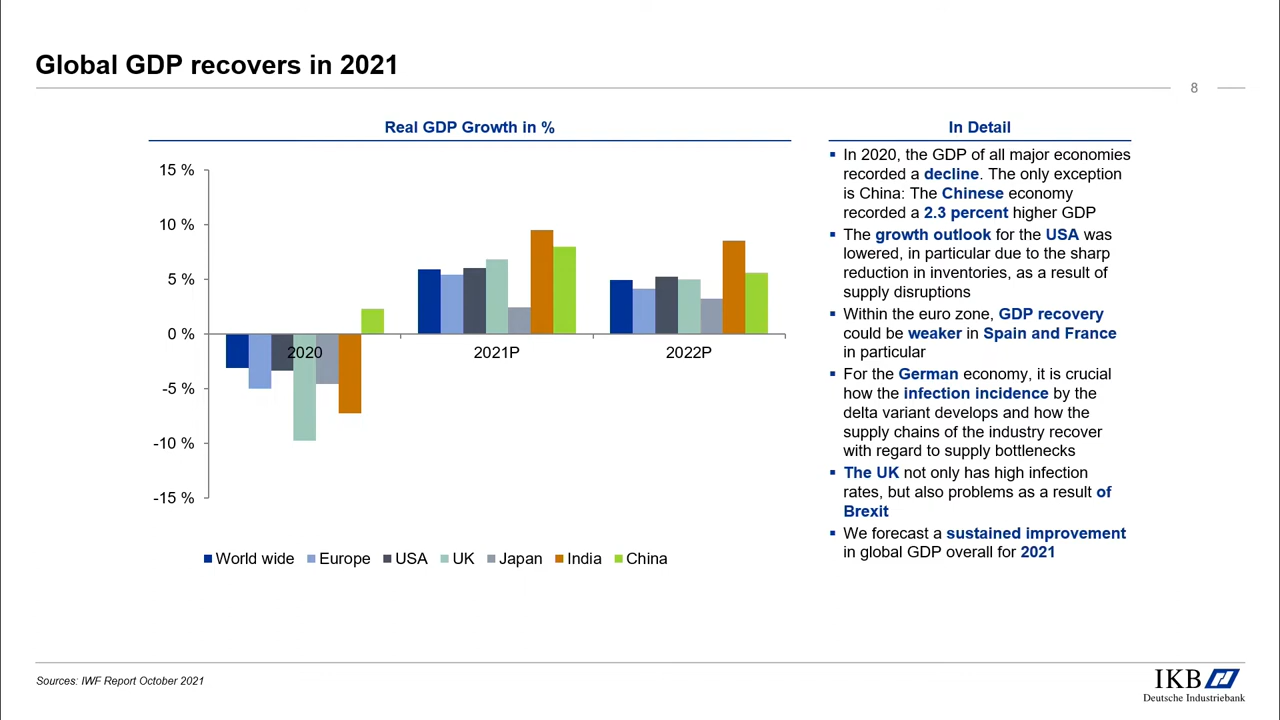 Global GDP recovers in 2021
8
Real GDP Growth in %
15 %
10 %
5 %
0 %
-5 %
-10 %
-15 %
2020
2021P
2022P
World wide
Europe
USA
UK
Japan
India
China
In Detail
In 2020, the GDP of all major economies
recorded a decline. The only exception
is China: The Chinese economy
recorded a 2.3 percent higher GDP
The growth outlook for the USA was
lowered, in particular due to the sharp
reduction in inventories, as a result of
supply disruptions
Within the euro zone, GDP recovery
could be weaker in Spain and France
in particular
For the German economy, it is crucial
how the infection incidence by the
delta variant develops and how the
supply chains of the industry recover
with regard to supply bottlenecks
The UK not only has high infection
rates, but also problems as a result of
Brexit
We forecast a sustained improvement
in global GDP overall for 2021
Sources: IWF Report October 2021
IKB
Deutsche Industriebank